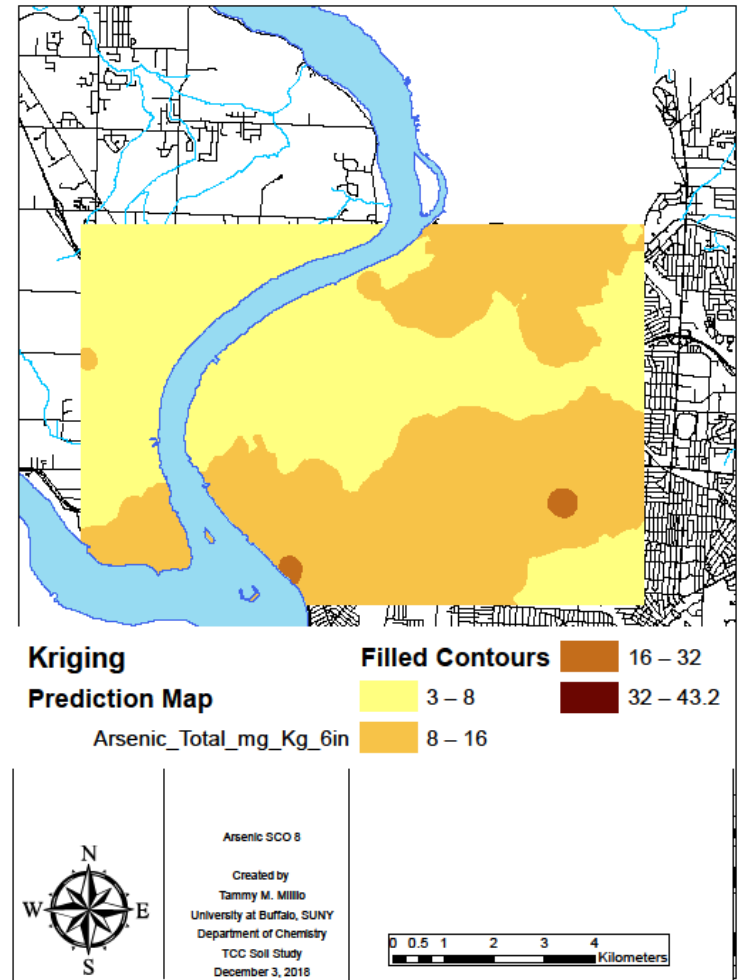 Kriging
Prediction Map
Arsenic_Total_mg_Kg_6in
Filled Contours
3 – 8
8 – 16
16 – 32
32 – 43.2
N
W E
S
Arsenic SCO 8
Created by
Tammy M. Milillo
University at Buffalo, SUNY
Department of Chemistry
TCC Soil Study
December 3, 2018
0 0.5 1 2 3 4
Kilometers